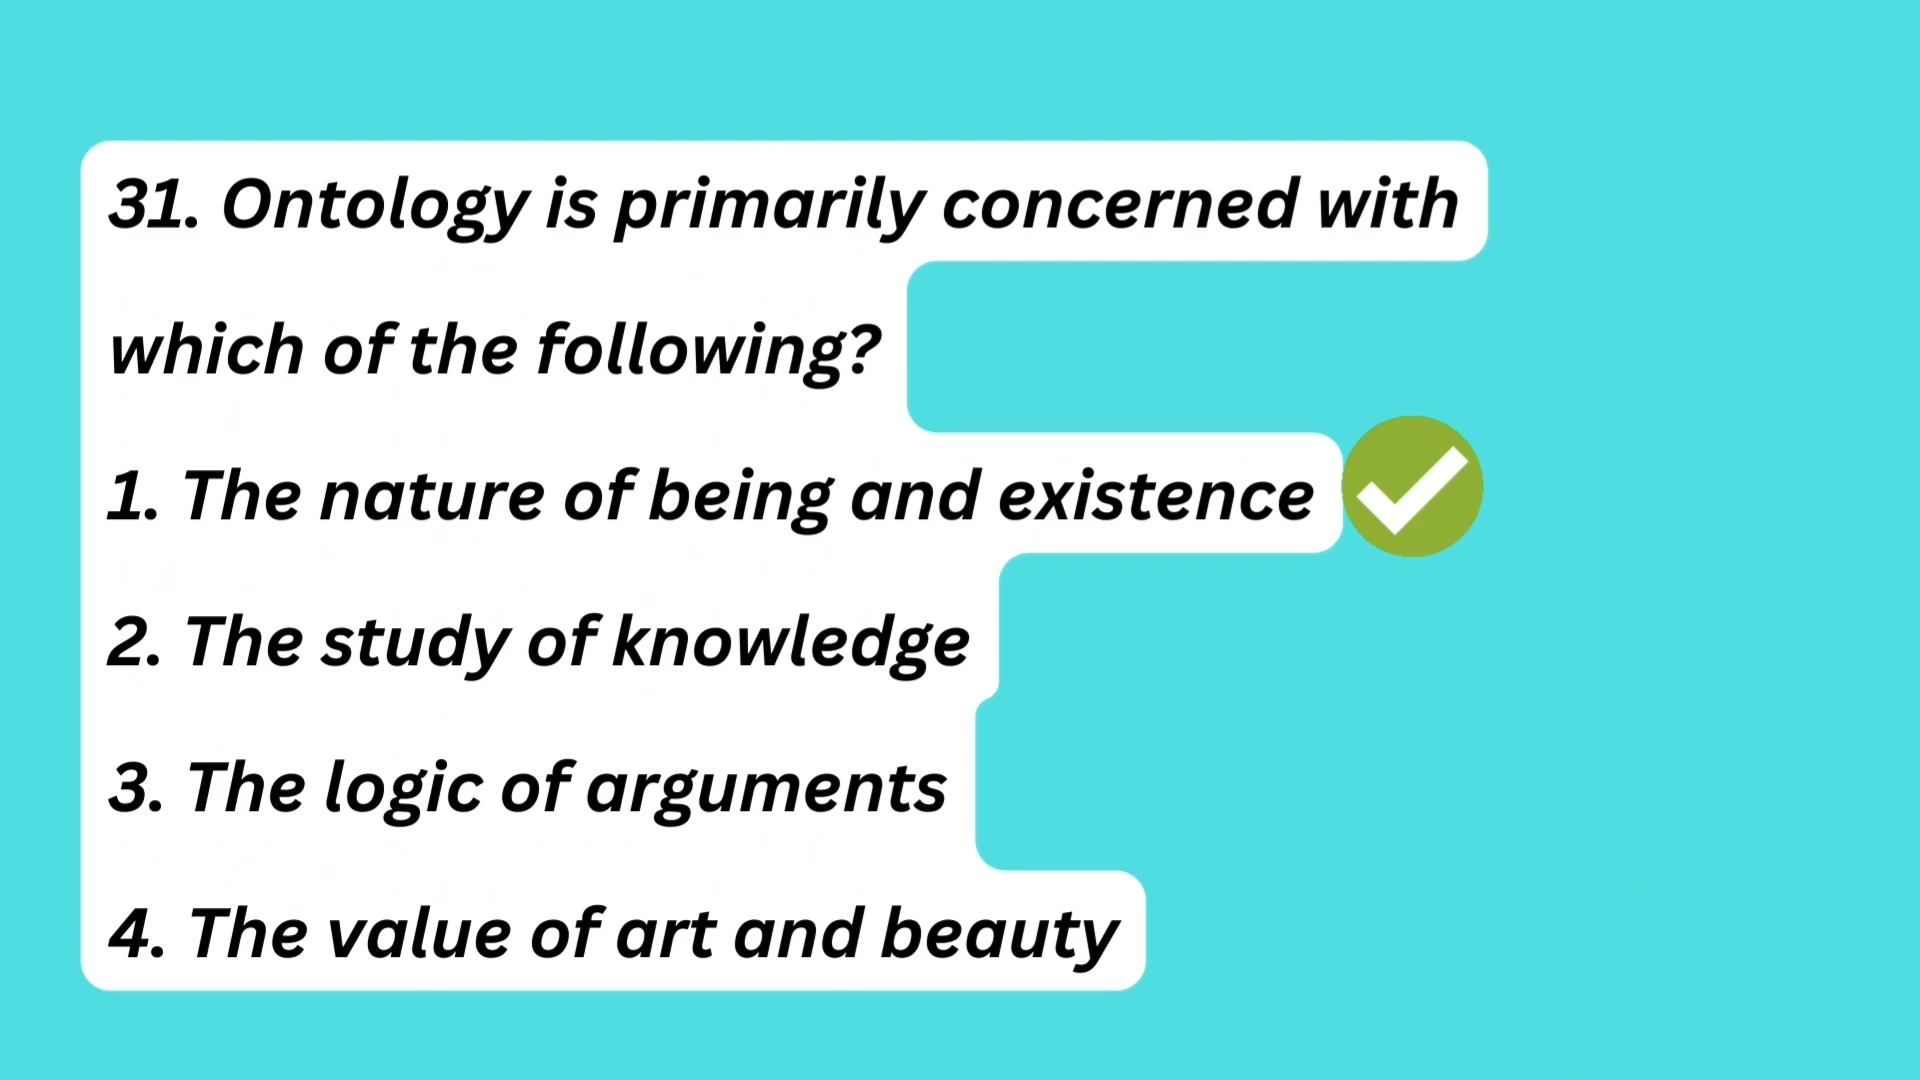 31. Ontology is primarily concerned with
which of the following?
1. The nature of being and existence
2. The study of knowledge
3. The logic of arguments
4. The value of art and beauty